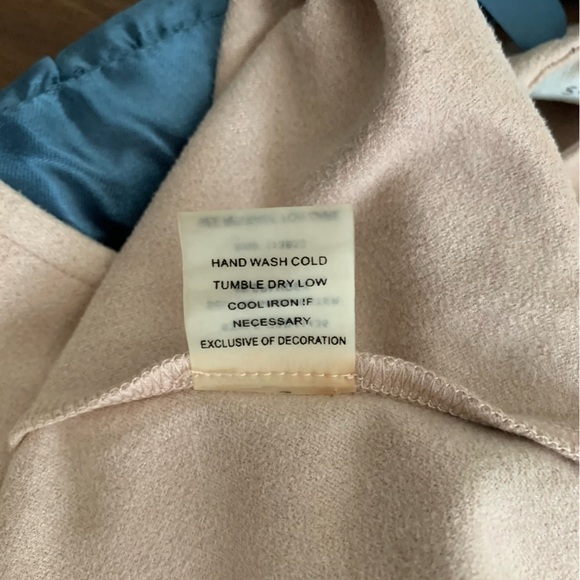 HAND WASH COLD
TUMBLE DRY LOW
COOL IRON IF
NECESSARY
EXCLUSIVE OF DECORATION